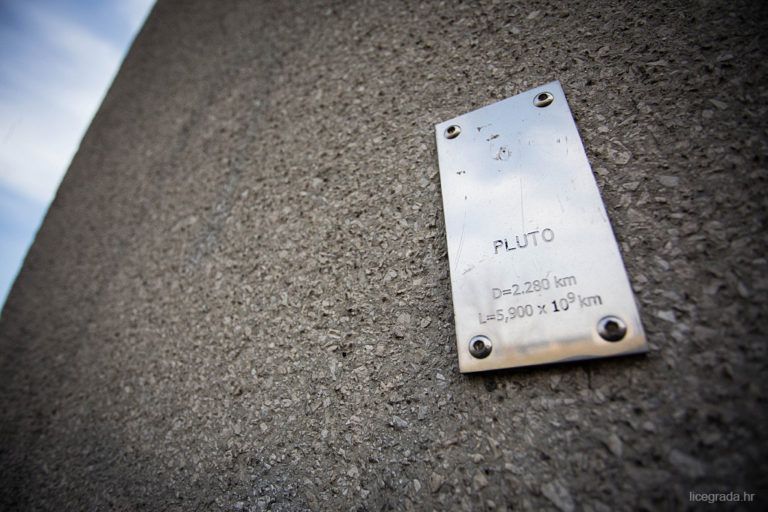 PLUTO
D=2.280 km
L=5,900 x 10⁹ km
licegrada.hr